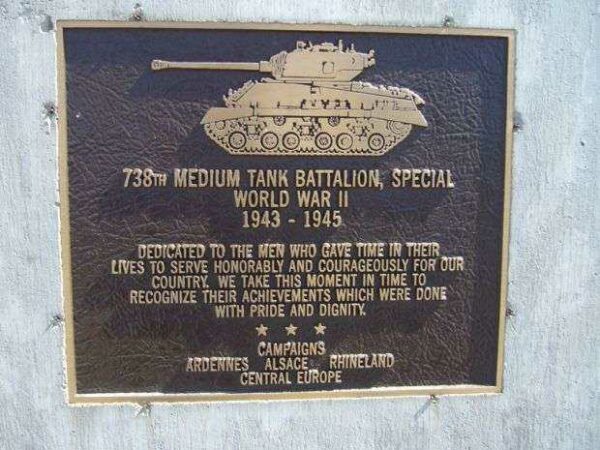 738TH MEDIUM TANK BATTALION, SPECIAL
WORLD WAR II
1943 - 1945
DEDICATED TO THE MEN WHO GAVE TIME IN THEIR
LIVES TO SERVE HONORABLY AND COURAGEOUSLY FOR OUR
COUNTRY. WE TAKE THIS MOMENT IN TIME TO
RECOGNIZE THEIR ACHIEVEMENTS WHICH WERE DONE
WITH PRIDE AND DIGNITY.
★ ★ ★
CAMPAIGNS
ARDENNES ALSACE RHINELAND
CENTRAL EUROPE